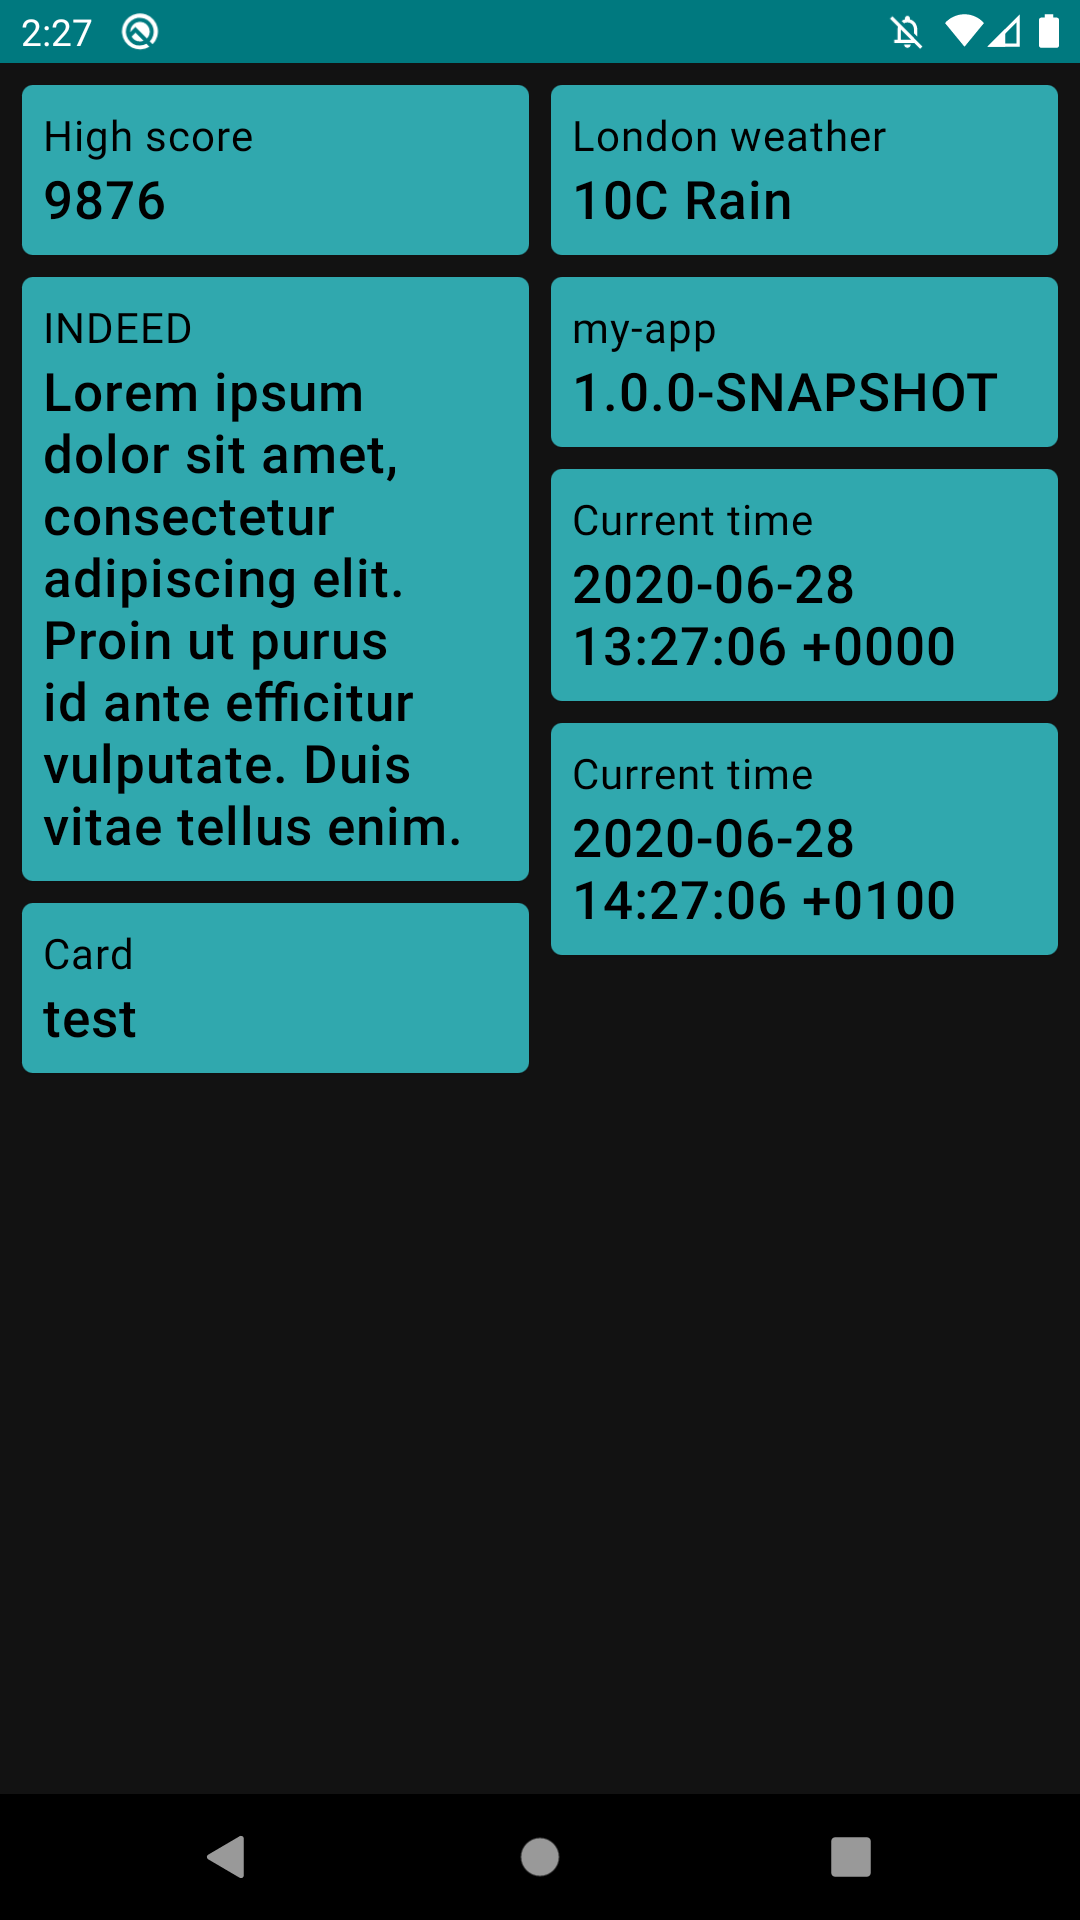 2:27
High score
9876
London weather
10C Rain
INDEED
Lorem ipsum
dolor sit amet,
consectetur
adipiscing elit.
Proin ut purus
id ante efficitur
vulputate. Duis
vitae tellus enim.
my-app
1.0.0-SNAPSHOT
Current time
2020-06-28
13:27:06 +0000
Current time
2020-06-28
14:27:06 +0100
Card
test